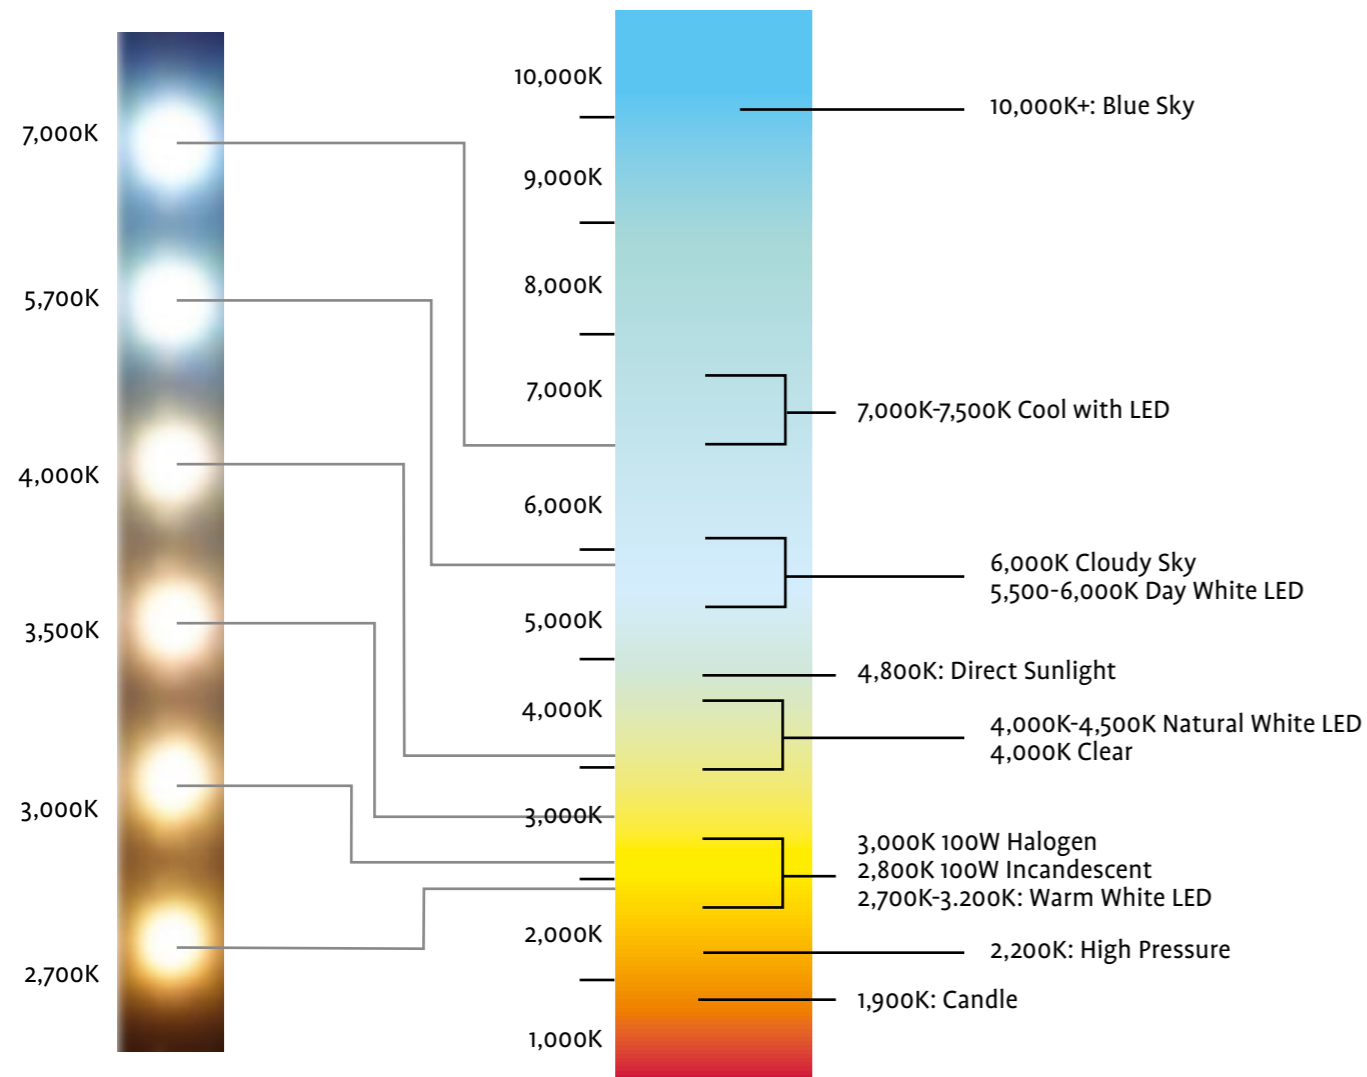 7,000K
5,700K
4,000K
3,500K
3,000K
2,700K
10,000K
9,000K
8,000K
7,000K
6,000K
5,000K
4,000K
3,000K
2,000K
1,000K
10,000K+: Blue Sky
7,000K-7,500K Cool with LED
6,000K Cloudy Sky
5,500-6,000K Day White LED
4,800K: Direct Sunlight
4,000K-4,500K Natural White LED
4,000K Clear
3,000K 100W Halogen
2,800K 100W Incandescent
2,700K-3.200K: Warm White LED
2,200K: High Pressure
1,900K: Candle